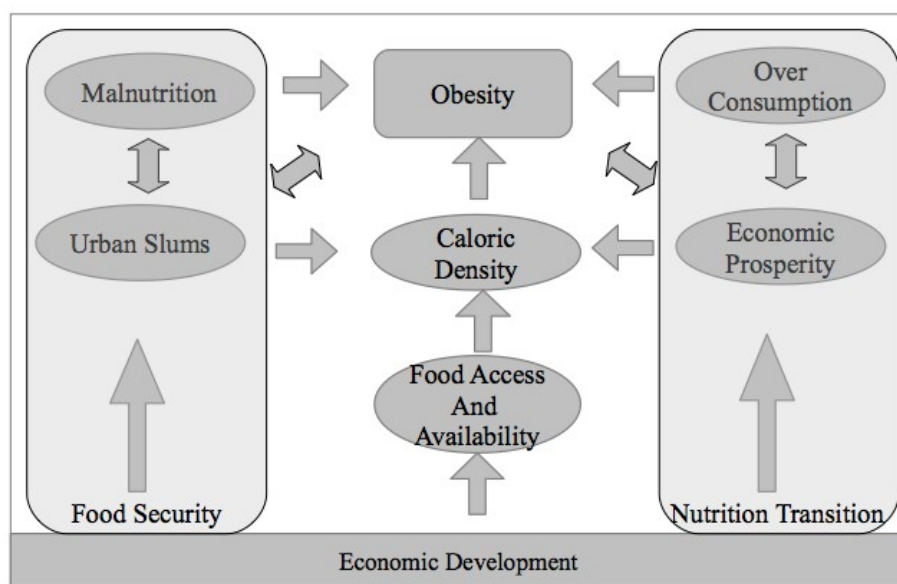 Malnutrition
Obesity
Over
Consumption
Urban Slums
Caloric
Density
Economic
Prosperity
Food Access
And
Availability
Food Security
Nutrition Transition
Economic Development